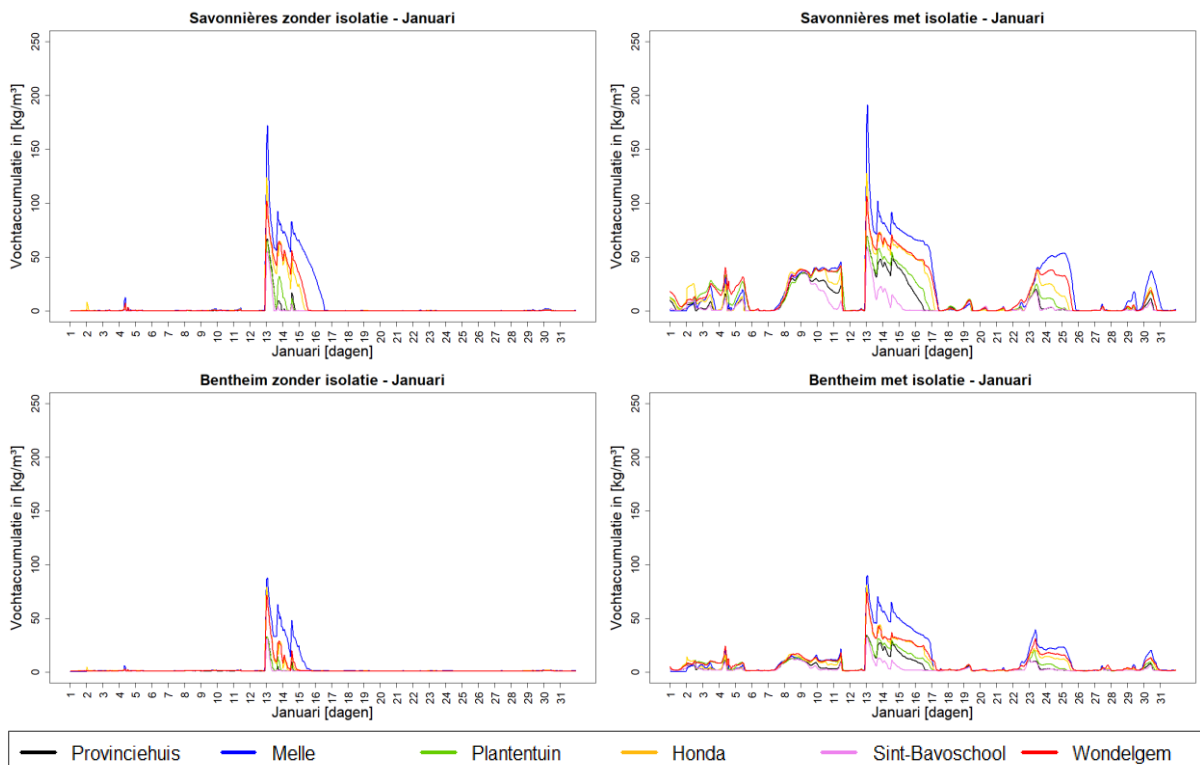 Savonnières zonder isolatie - Januari
Vochtaccumulatie in [kg/m³]
0 50 100 150 200 250
1 2 3 4 5 6 7 8 9 10 11 12 13 14 15 16 17 18 19 20 21 22 23 24 25 26 27 28 29 30 31
Januari [dagen]
Savonnières met isolatie - Januari
Vochtaccumulatie in [kg/m³]
0 50 100 150 200 250
1 2 3 4 5 6 7 8 9 10 11 12 13 14 15 16 17 18 19 20 21 22 23 24 25 26 27 28 29 30 31
Januari [dagen]
Bentheim zonder isolatie - Januari
Vochtaccumulatie in [kg/m³]
0 50 100 150 200 250
1 2 3 4 5 6 7 8 9 10 11 12 13 14 15 16 17 18 19 20 21 22 23 24 25 26 27 28 29 30 31
Januari [dagen]
Bentheim met isolatie - Januari
Vochtaccumulatie in [kg/m³]
0 50 100 150 200 250
1 2 3 4 5 6 7 8 9 10 11 12 13 14 15 16 17 18 19 20 21 22 23 24 25 26 27 28 29 30 31
Januari [dagen]
Provinciehuis Melle Plantentuin Honda Sint-Bavoschool Wondelgem